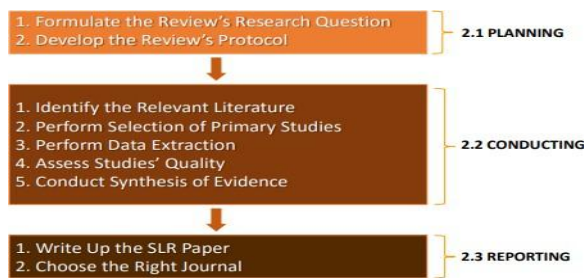 1. Formulate the Review's Research Question
2. Develop the Review's Protocol
2.1 PLANNING
1. Identify the Relevant Literature
2. Perform Selection of Primary Studies
3. Perform Data Extraction
4. Assess Studies' Quality
5. Conduct Synthesis of Evidence
2.2 CONDUCTING
1. Write Up the SLR Paper
2. Choose the Right Journal
2.3 REPORTING